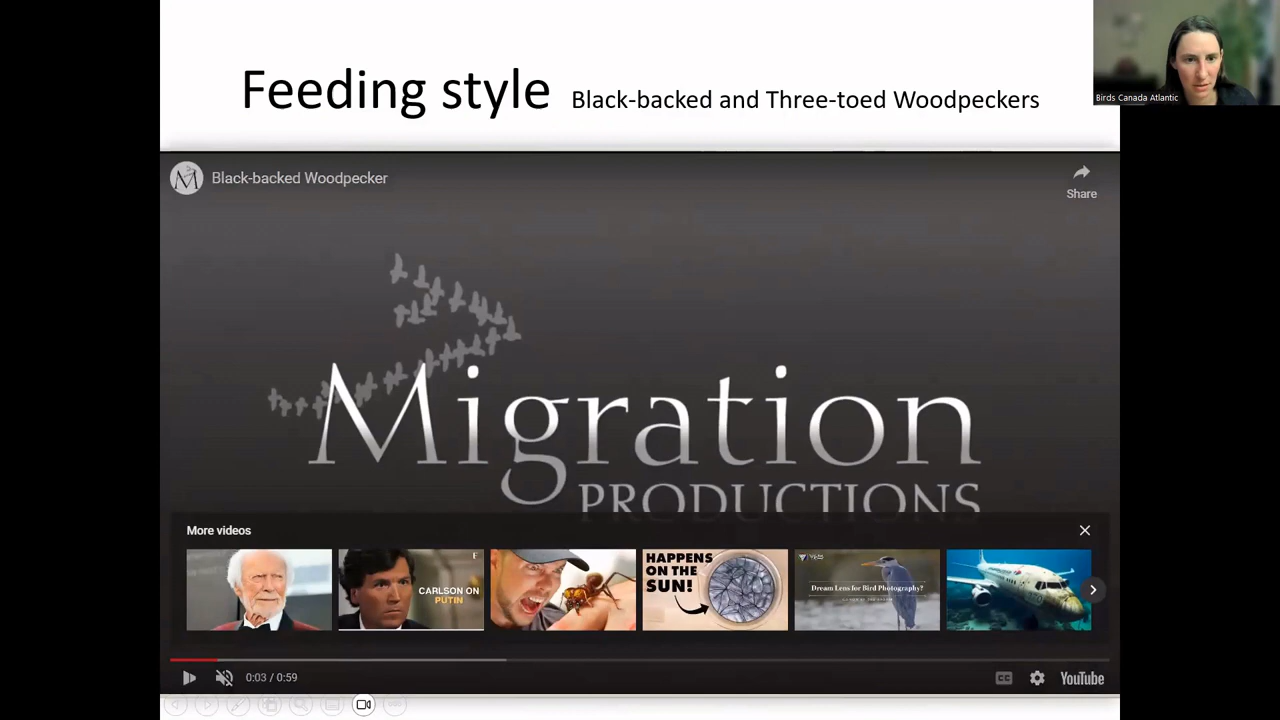 Feeding style Black-backed and Three-toed Woodpeckers
Birds Canada Atlantic
M Black-backed Woodpecker
Share
Migration
PRODUCTIONS
More videos
CARLSON ON
PUTIN
HAPPENS
ON THE
SUN!
Dream Lens for Bird Photography?
0:03 / 0:59
CC
YouTube